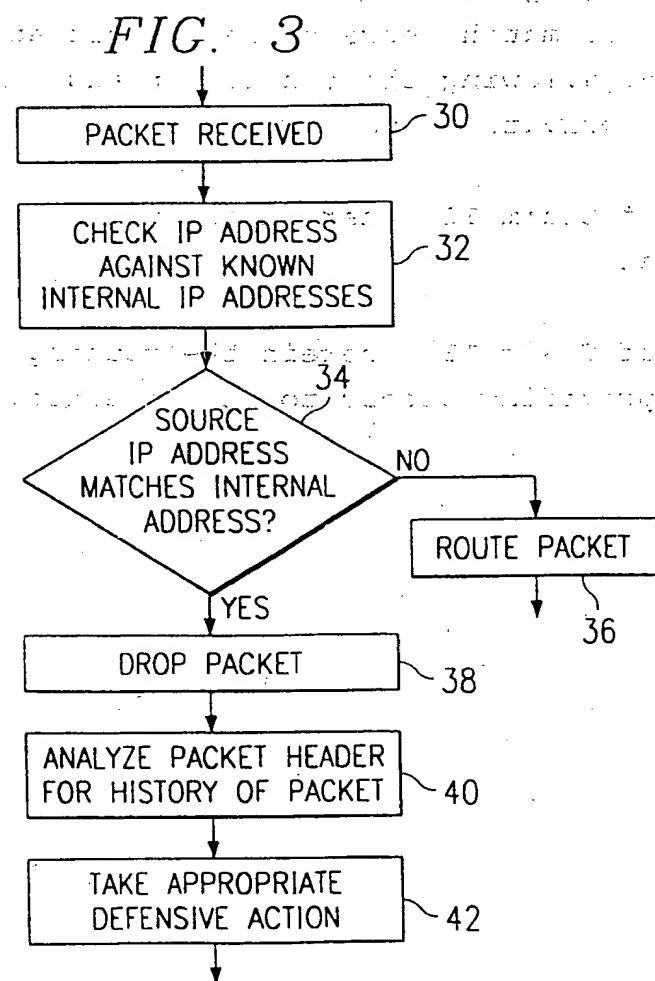 FIG. 3
PACKET RECEIVED
30
CHECK IP ADDRESS
AGAINST KNOWN
INTERNAL IP ADDRESSES
32
34
SOURCE
IP ADDRESS
MATCHES INTERNAL
ADDRESS?
NO
ROUTE PACKET
36
YES
DROP PACKET
38
ANALYZE PACKET HEADER
FOR HISTORY OF PACKET
40
TAKE APPROPRIATE
DEFENSIVE ACTION
42